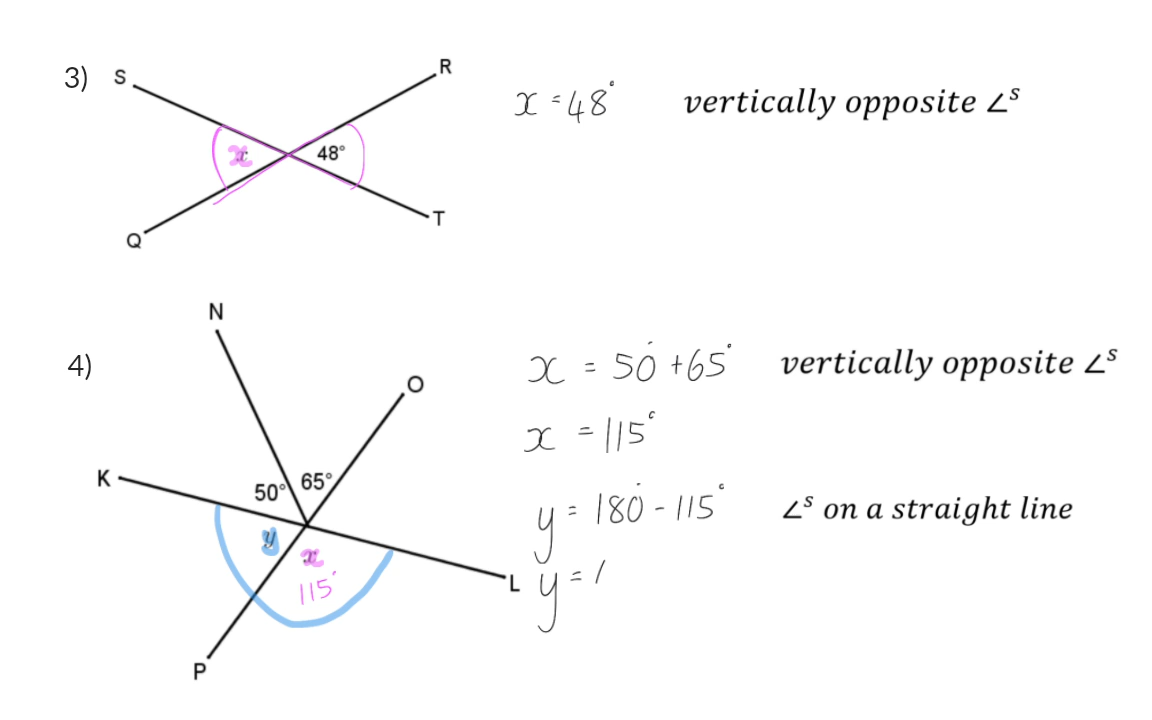 3) S R x = 48° vertically opposite ∠ˢ
x 48°
Q T
N
4) O x = 50° + 65° vertically opposite ∠ˢ
x = 115°
K 50° 65°
y x y = 180° - 115° ∠ˢ on a straight line
115° L y = 1
P